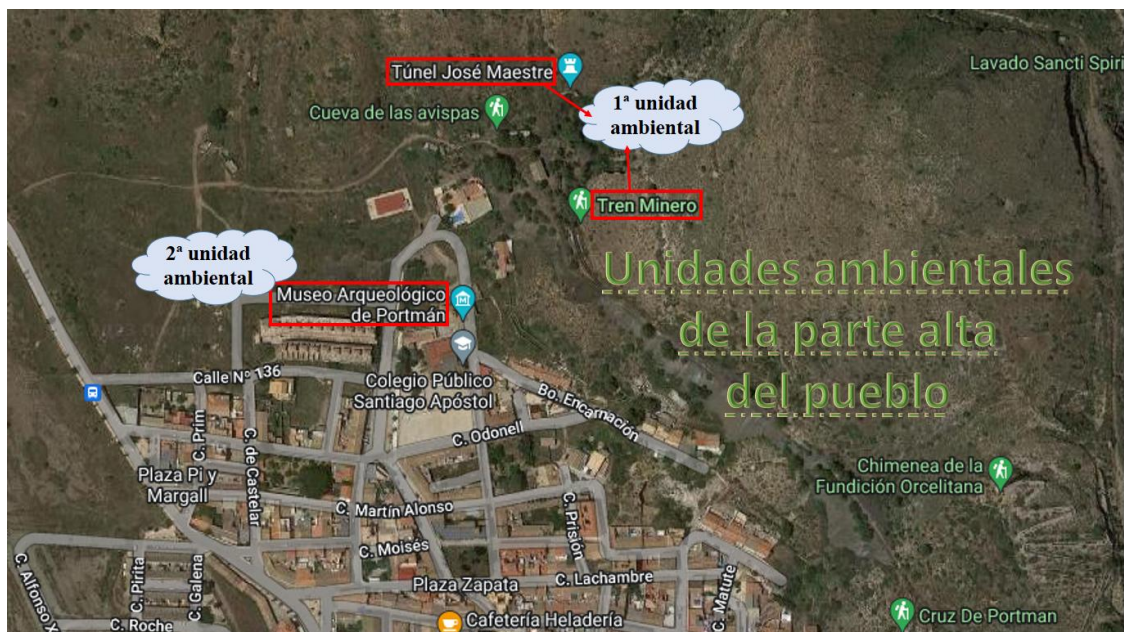 Túnel José Maestre
Lavado Sancti Spiri
Cueva de las avispas
1ª unidad
ambiental
Tren Minero
2ª unidad
ambiental
Unidades ambientales
de la parte alta
del pueblo
Museo Arqueológico
de Portmán
Calle Nº 136
Colegio Público
Santiago Apóstol
Bo. Encarnación
C. Prim
C. de Castelar
C. Odonell
Plaza Pi y
Margall
Chimenea de la
Fundición Orcelitana
C. Martín Alonso
C. Prisión
C. Moisés
Plaza Zapata
C. Lachambre
C. Matute
C. Alfonso X
C. Pirita
C. Galena
C. Roche
Cafetería Heladería
Cruz De Portman